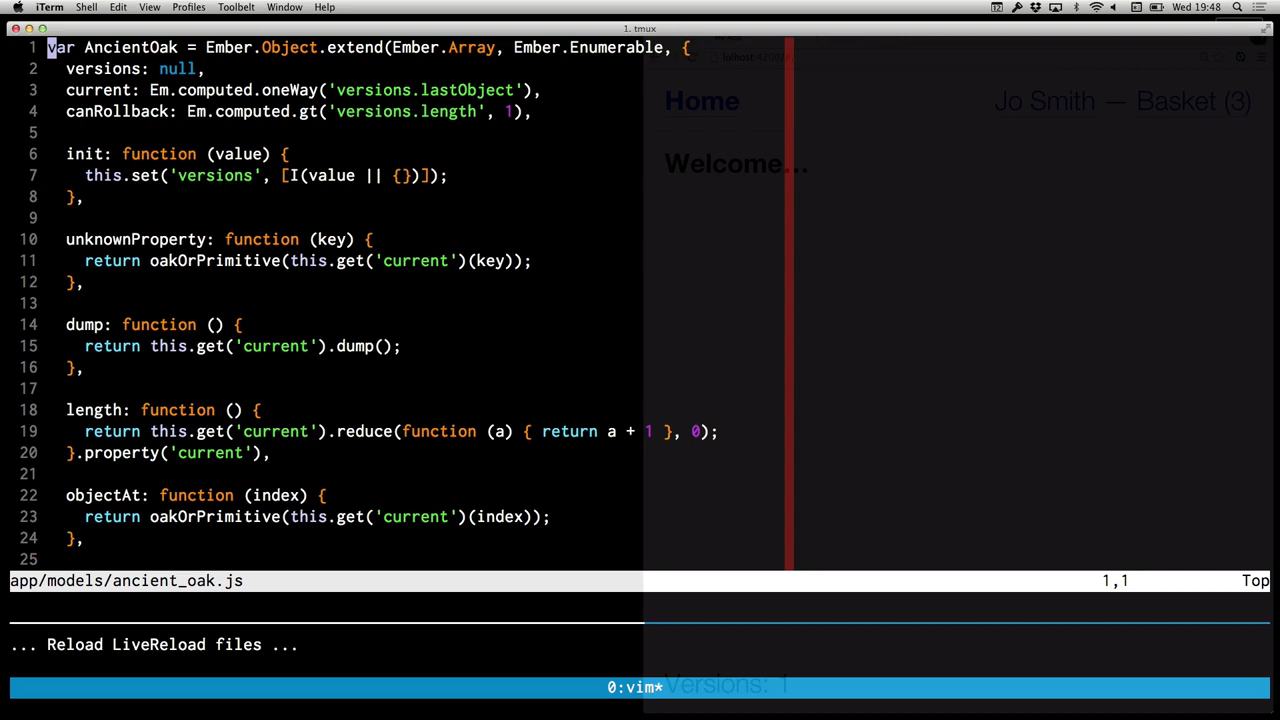 iTerm Shell Edit View Profiles Toolbelt Window Help
Wed 19:48
1. tmux
1 var AncientOak = Ember.Object.extend(Ember.Array, Ember.Enumerable, {
2 versions: null,
3 current: Em.computed.oneWay('versions.lastObject'),
4 canRollback: Em.computed.gt('versions.length', 1),
5
6 init: function (value) {
7 this.set('versions', [I(value || {})]);
8 },
9
10 unknownProperty: function (key) {
11 return oakOrPrimitive(this.get('current')(key));
12 },
13
14 dump: function () {
15 return this.get('current').dump();
16 },
17
18 length: function () {
19 return this.get('current').reduce(function (a) { return a + 1 }, 0);
20 }.property('current'),
21
22 objectAt: function (index) {
23 return oakOrPrimitive(this.get('current')(index));
24 },
25
Home
Jo Smith — Basket (3)
Welcome...
app/models/ancient_oak.js 1,1 Top
... Reload LiveReload files ...
0:vim*
Versions: 1